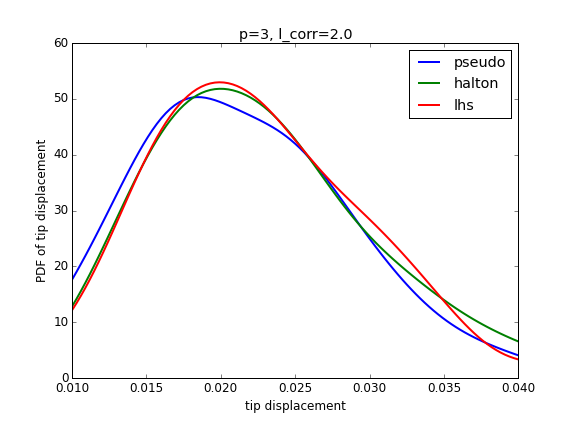 p=3, l_corr=2.0
pseudo
halton
lhs
PDF of tip displacement
60
50
40
30
20
10
0
0.010 0.015 0.020 0.025 0.030 0.035 0.040
tip displacement